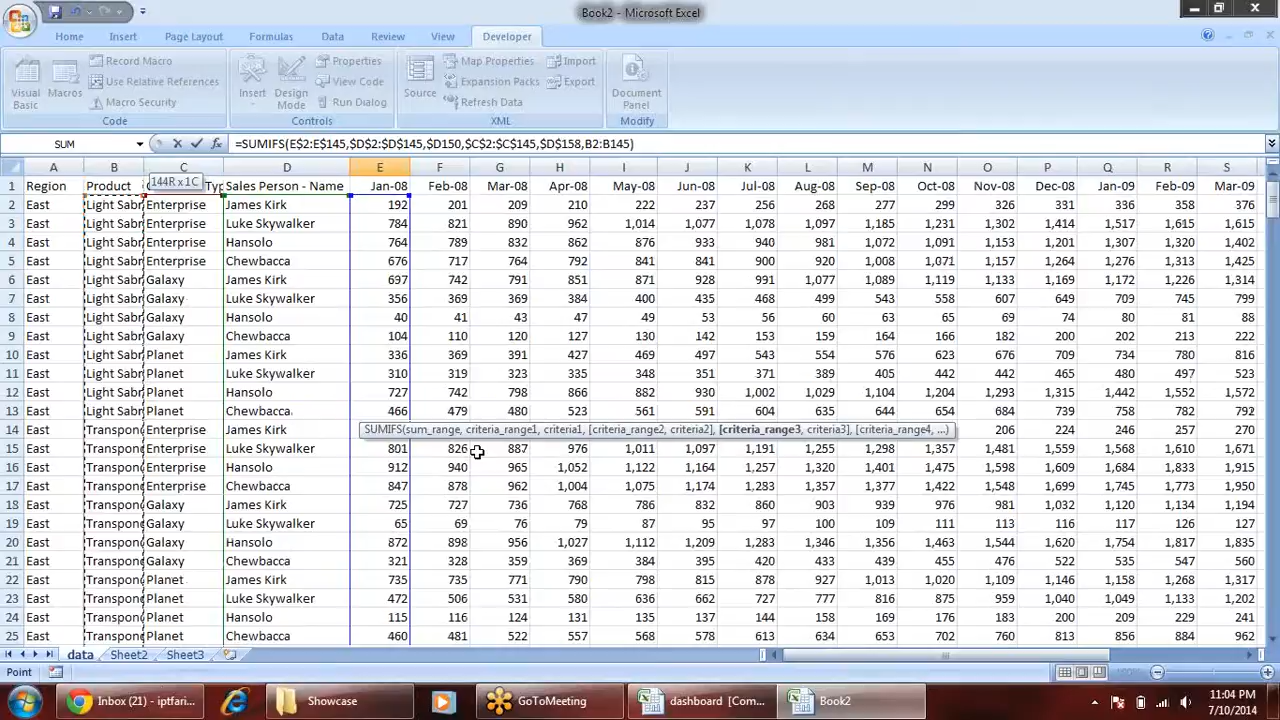 Book2 - Microsoft Excel
Home Insert Page Layout Formulas Data Review View Developer
Visual Basic
Macros
Record Macro
Use Relative References
Macro Security
Code
Insert
Design Mode
Properties
View Code
Run Dialog
Controls
Source
Map Properties
Expansion Packs
Refresh Data
Import
Export
XML
Document Panel
Modify
SUM =SUMIFS(E$2:E$145,$D$2:$D$145,$D150,$C$2:$C$145,$D$158,B2:B145)
A B C D E F G H I J K L M N O P Q R S
144R x 1C
1 Region Product Typ Sales Person - Name Jan-08 Feb-08 Mar-08 Apr-08 May-08 Jun-08 Jul-08 Aug-08 Sep-08 Oct-08 Nov-08 Dec-08 Jan-09 Feb-09 Mar-09
2 East Light Sabr Enterprise James Kirk 192 201 209 210 222 237 256 268 277 299 326 331 336 358 376
3 East Light Sabr Enterprise Luke Skywalker 784 821 890 962 1,014 1,077 1,078 1,079 1,185 1,231 1,302 1,414 1,517 1,615 1,615
4 East Light Sabr Enterprise Hansolo 764 789 832 862 876 933 940 981 1,072 1,091 1,153 1,201 1,307 1,320 1,402
5 East Light Sabr Enterprise Chewbacca 676 717 764 792 841 841 900 920 1,008 1,071 1,157 1,264 1,296 1,314 1,425
6 East Light Sabr Galaxy James Kirk 697 742 791 851 871 928 991 1,077 1,089 1,119 1,133 1,169 1,172 1,226 1,314
7 East Light Sabr Galaxy Luke Skywalker 356 369 369 384 400 435 468 499 543 558 607 649 709 745 799
8 East Light Sabr Galaxy Hansolo 40 41 43 47 49 53 56 60 63 65 69 74 80 81 88
9 East Light Sabr Galaxy Chewbacca 104 110 120 127 130 142 153 159 164 166 182 200 202 213 222
10 East Light Sabr Planet James Kirk 336 369 391 427 469 497 543 554 576 623 676 709 734 780 816
11 East Light Sabr Planet Luke Skywalker 310 319 323 335 348 351 371 405 442 442 465 480 485 497 523
12 East Light Sabr Planet Hansolo 727 742 798 866 882 930 1,002 1,029 1,104 1,204 1,293 1,315 1,442 1,552 1,572
13 East Light Sabr Planet Chewbacca 466 479 480 523 561 591 604 635 644 654 684 739 758 782 792
14 East Transpon Enterprise James Kirk 206 224 246 257 270
SUMIFS(sum_range, criteria_range1, criteria1, [criteria_range2, criteria2], [criteria_range3, criteria3], [criteria_range4, ...)
15 East Transpon Enterprise Luke Skywalker 801 826 887 976 1,011 1,097 1,191 1,255 1,298 1,357 1,481 1,559 1,568 1,610 1,671
16 East Transpon Enterprise Hansolo 912 940 965 1,052 1,122 1,164 1,257 1,320 1,401 1,475 1,598 1,609 1,684 1,833 1,915
17 East Transpon Enterprise Chewbacca 847 878 962 1,004 1,075 1,174 1,283 1,357 1,377 1,422 1,548 1,699 1,745 1,773 1,950
18 East Transpon Galaxy James Kirk 725 727 736 768 786 832 860 903 939 976 981 1,032 1,120 1,154 1,194
19 East Transpon Galaxy Luke Skywalker 65 69 76 79 87 95 97 100 109 111 113 116 117 126 127
20 East Transpon Galaxy Hansolo 872 898 956 1,027 1,112 1,209 1,283 1,346 1,356 1,463 1,544 1,620 1,754 1,817 1,835
21 East Transpon Galaxy Chewbacca 321 328 359 384 395 420 433 438 455 476 522 535 547 560
22 East Transpon Planet James Kirk 735 735 771 790 798 815 878 927 1,013 1,020 1,109 1,146 1,158 1,268 1,317
23 East Transpon Planet Luke Skywalker 472 506 531 580 636 662 727 777 816 875 959 1,040 1,049 1,133 1,202
24 East Transpon Planet Hansolo 115 116 124 131 135 137 144 158 169 176 183 200 209 229 241
25 East Transpon Planet Chewbacca 460 481 522 557 568 578 613 634 653 702 760 813 856 884 962
data Sheet2 Sheet3
Point
Inbox (21) - iptfari...
Showcase
GoToMeeting
dashboard [Com...
Book2
11:04 PM
7/10/2014